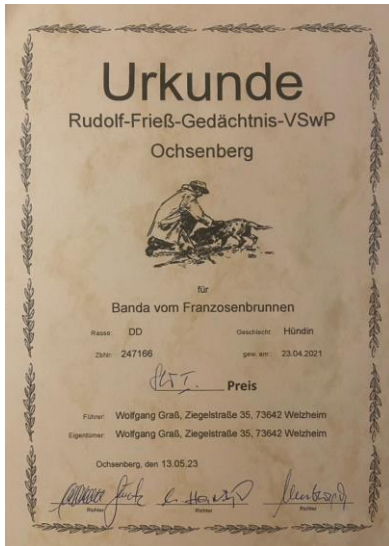 Urkunde
Rudolf-Frieß-Gedächtnis-VSwP
Ochsenberg
für
Banda vom Franzosenbrunnen
Rasse: DD Geschlecht: Hündin
ZbNr. 247166 gew. am: 23.04.2021
I. Preis
Führer: Wolfgang Graß, Ziegelstraße 35, 73642 Welzheim
Eigentümer: Wolfgang Graß, Ziegelstraße 35, 73642 Welzheim
Ochsenberg, den 13.05.23
Richter Richter Richter